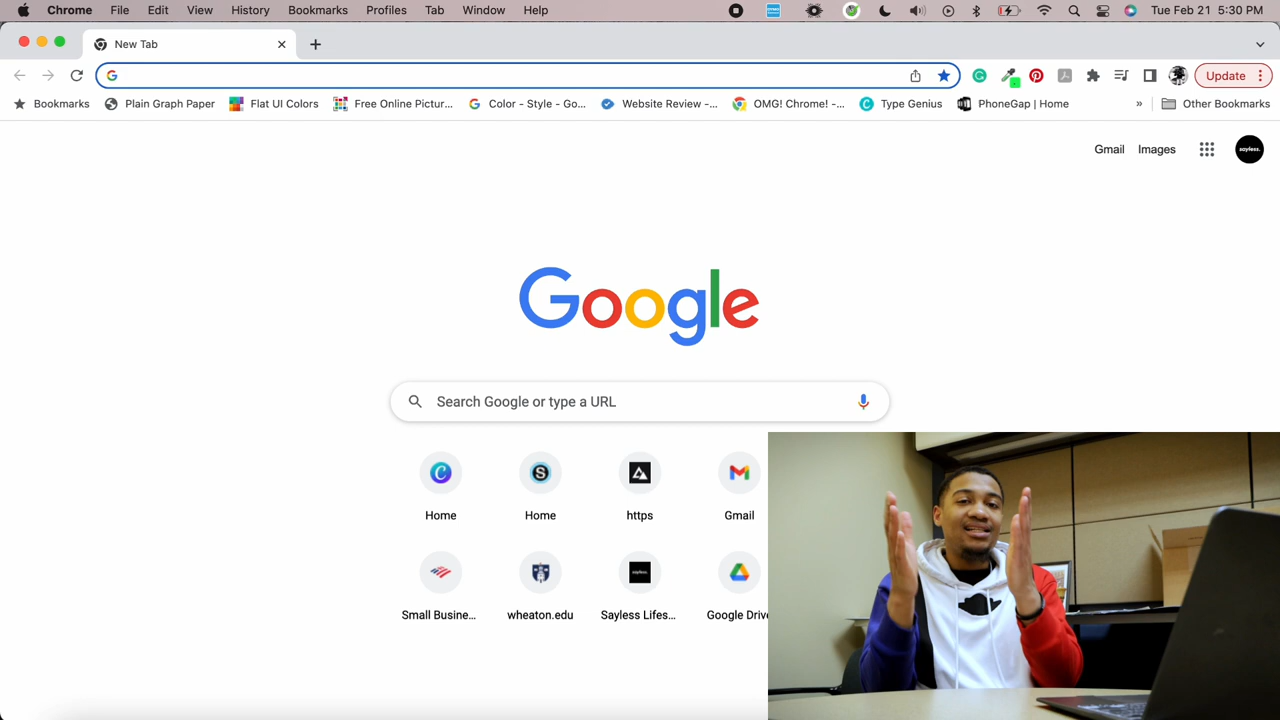 Chrome File Edit View History Bookmarks Profiles Tab Window Help Tue Feb 21 5:30 PM
New Tab
Update
Bookmarks Plain Graph Paper Flat UI Colors Free Online Pictur... Color - Style - Go... Website Review -... OMG! Chrome! -... Type Genius PhoneGap | Home » Other Bookmarks
Gmail Images sayless.
Google
Search Google or type a URL
Home Home https Gmail
Small Busine... wheaton.edu Sayless Lifes... Google Drive